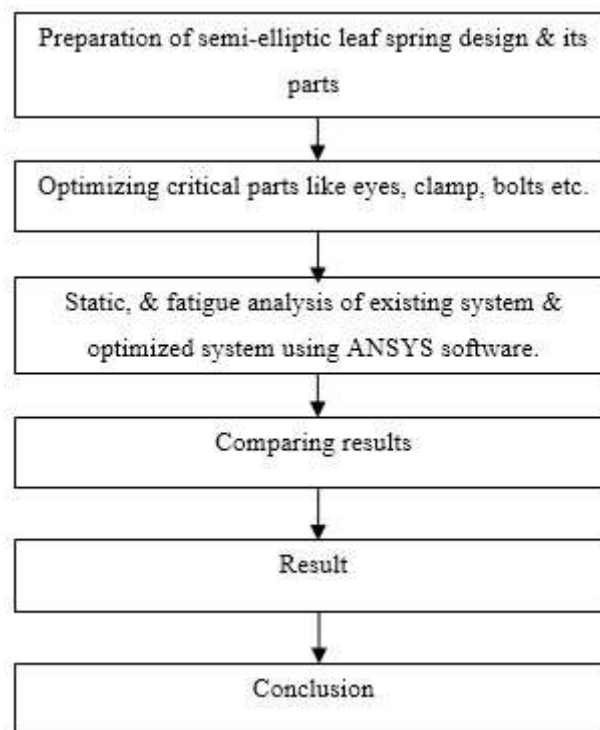 Preparation of semi-elliptic leaf spring design & its
parts
Optimizing critical parts like eyes, clamp, bolts etc.
Static, & fatigue analysis of existing system &
optimized system using ANSYS software.
Comparing results
Result
Conclusion